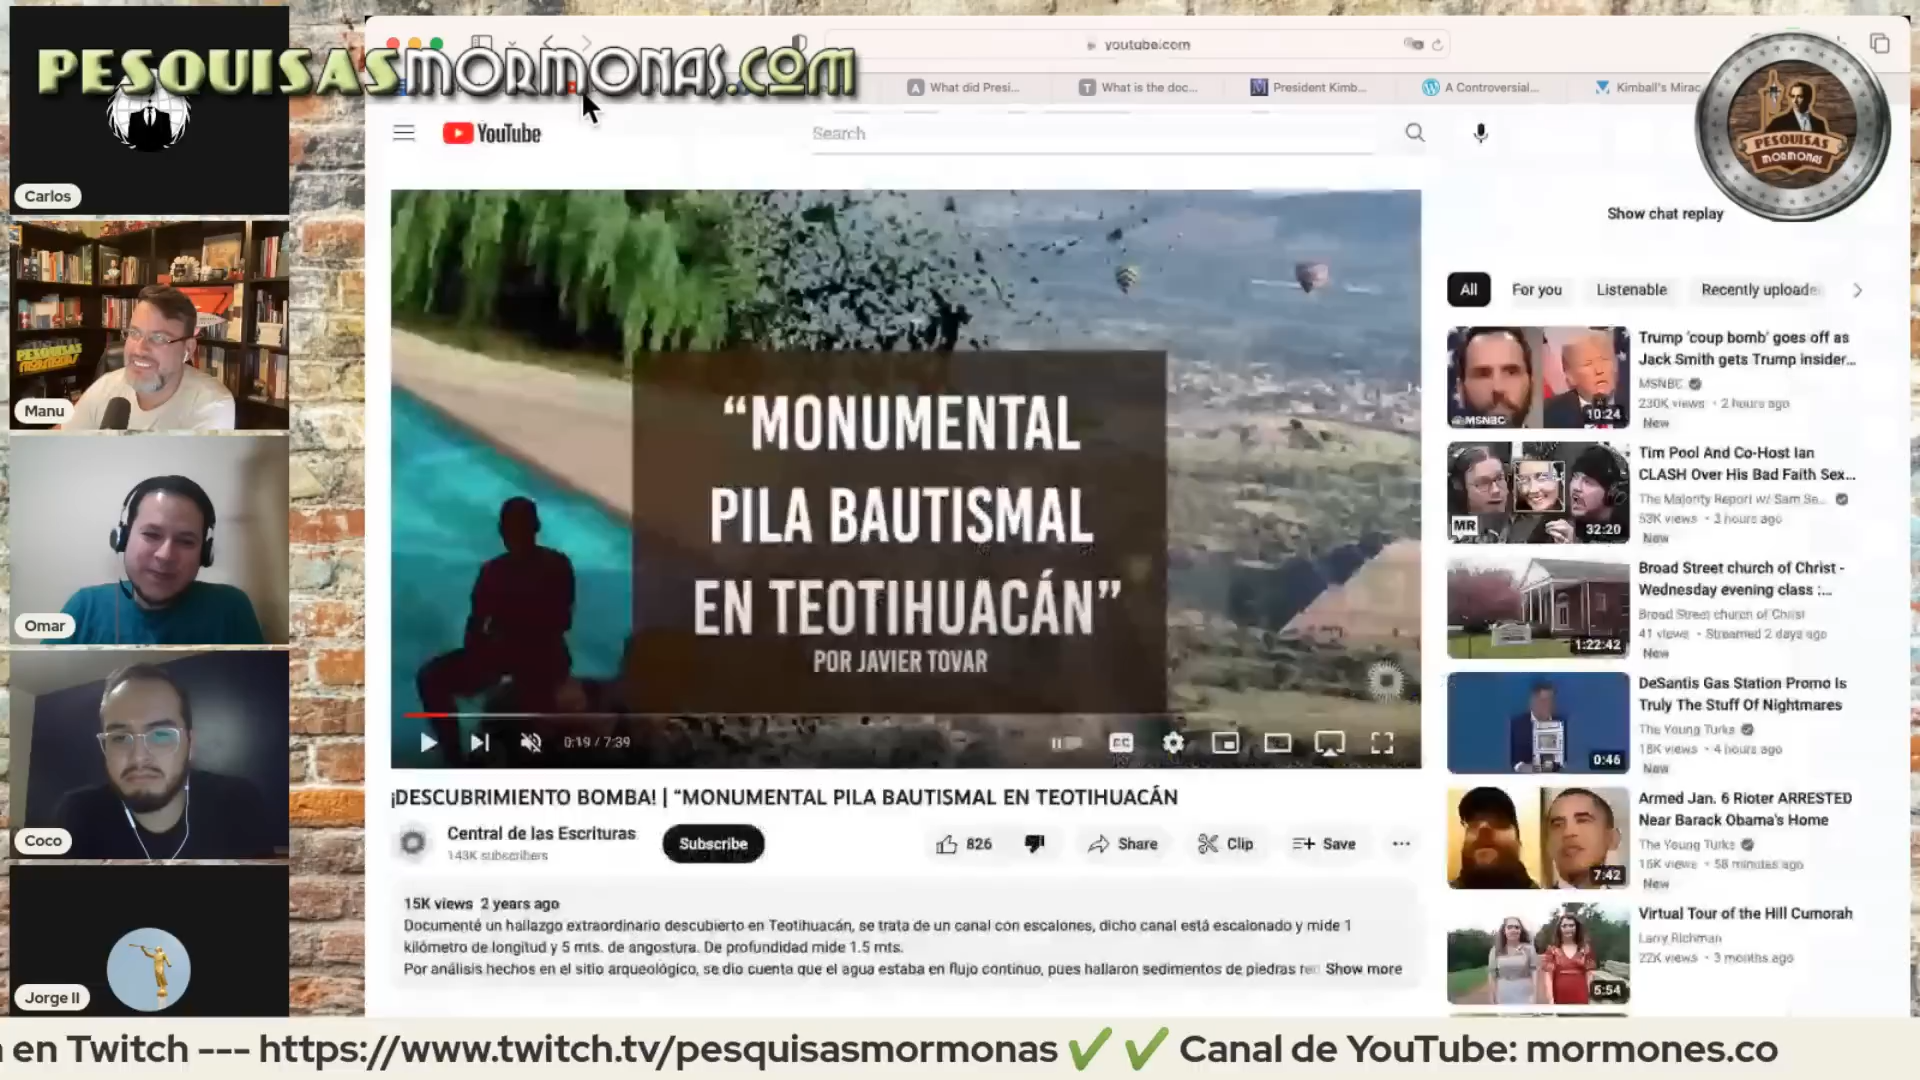 PESQUISASMORMONAS.COM
youtube.com
What did Presi...
What is the doc...
President Kimb...
A Controversial...
Kimball's Mirac
YouTube
Search
PESQUISAS
MORMONAS
Show chat replay
Carlos
Manu
Omar
Coco
Jorge II
PESQUISAS
“MONUMENTAL
PILA BAUTISMAL
EN TEOTIHUACÁN”
POR JAVIER TOVAR
0:19 / 7:39
¡DESCUBRIMIENTO BOMBA! | “MONUMENTAL PILA BAUTISMAL EN TEOTIHUACÁN
Central de las Escrituras
143K subscribers
Subscribe
826
Share
Clip
Save
15K views 2 years ago
Documenté un hallazgo extraordinario descubierto en Teotihuacán, se trata de un canal con escalones, dicho canal está escalonado y mide 1
kilómetro de longitud y 5 mts. de angostura. De profundidad mide 1.5 mts.
Por análisis hechos en el sitio arqueológico, se dio cuenta que el agua estaba en flujo continuo, pues hallaron sedimentos de piedras Show more
All
For you
Listenable
Recently uploade
Trump 'coup bomb' goes off as
Jack Smith gets Trump insider...
MSNBC
230K views • 2 hours ago
New
@MSNBC
10:24
Tim Pool And Co-Host Ian
CLASH Over His Bad Faith Sex...
The Majority Report w/ Sam Se...
53K views • 3 hours ago
New
MR
32:20
Broad Street church of Christ -
Wednesday evening class :...
Broad Street church of Christ
41 views • Streamed 2 days ago
New
1:22:42
DeSantis Gas Station Promo Is
Truly The Stuff Of Nightmares
The Young Turks
18K views • 4 hours ago
New
0:46
Armed Jan. 6 Rioter ARRESTED
Near Barack Obama's Home
The Young Turks
15K views • 58 minutes ago
New
7:42
Virtual Tour of the Hill Cumorah
Larry Richman
22K views • 3 months ago
5:54
en Twitch --- https://www.twitch.tv/pesquisasmormonas ✔✔ Canal de YouTube: mormones.co